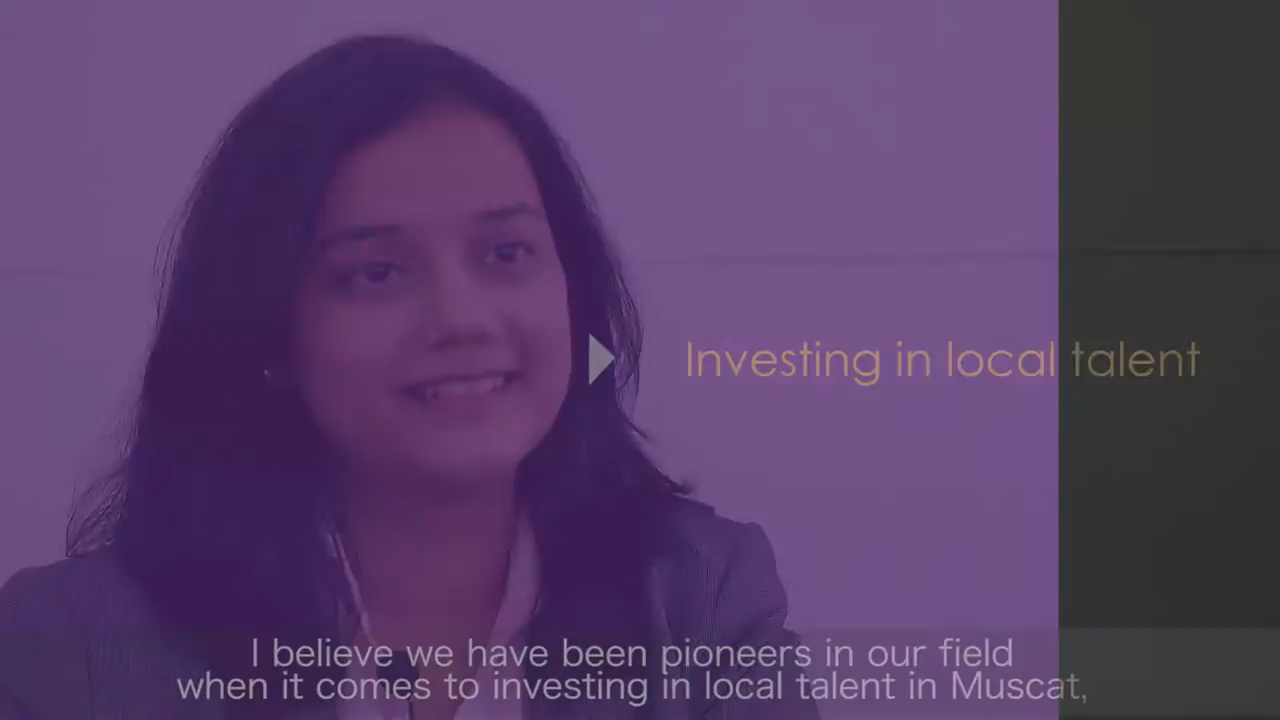 Investing in local talent
I believe we have been pioneers in our field
when it comes to investing in local talent in Muscat,